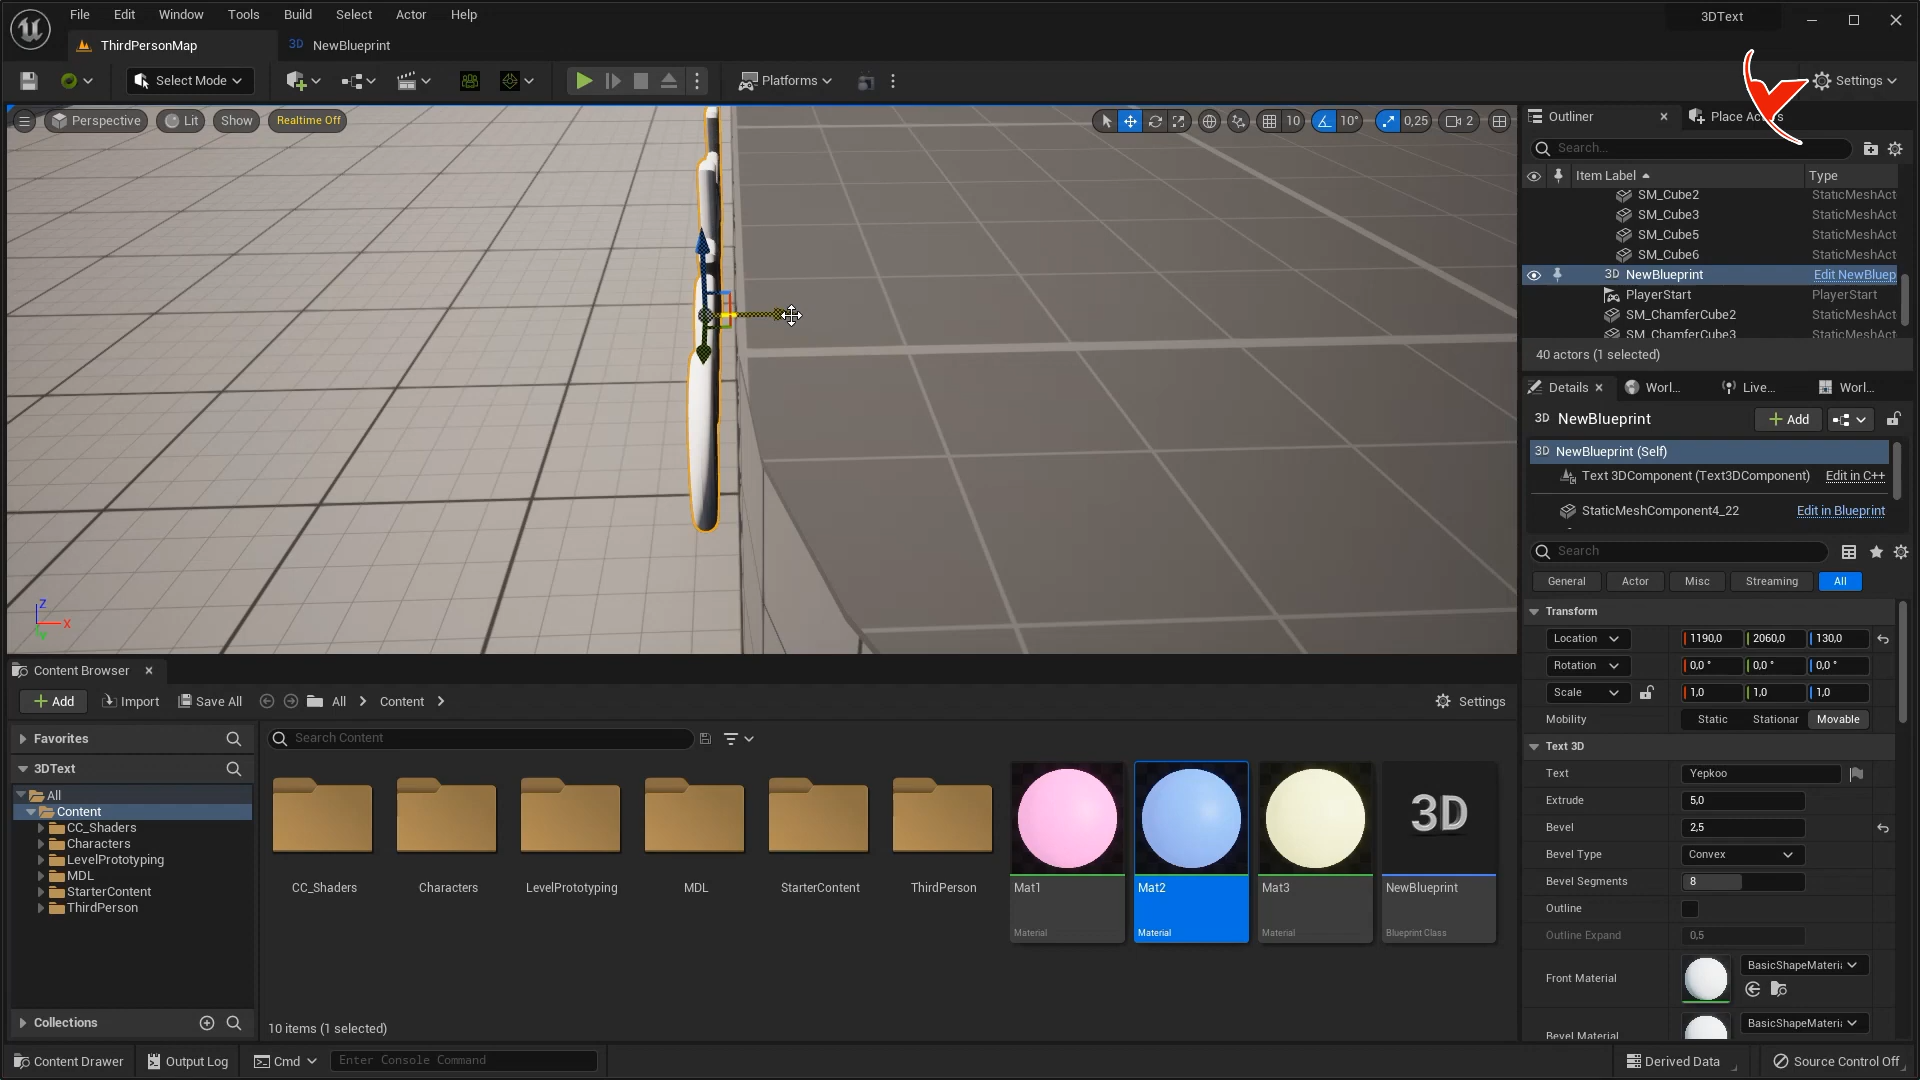 File Edit Window Tools Build Select Actor Help
3DText
ThirdPersonMap
3D NewBlueprint
Select Mode
Platforms
Settings
Perspective Lit Show Realtime Off
10 10° 0,25 2
Outliner
Search...
Item Label Type
SM_Cube2 StaticMeshAct
SM_Cube3 StaticMeshAct
SM_Cube5 StaticMeshAct
SM_Cube6 StaticMeshAct
3D NewBlueprint Edit NewBluep
PlayerStart PlayerStart
SM_ChamferCube2 StaticMeshAct
SM_ChamferCube3 StaticMeshAct
40 actors (1 selected)
Details Worl... Live... Worl...
3D NewBlueprint Add
3D NewBlueprint (Self)
Text 3DComponent (Text3DComponent) Edit in C++
StaticMeshComponent4_22 Edit in Blueprint
Search
General Actor Misc Streaming All
Transform
Location 1190,0 2060,0 130,0
Rotation 0,0 ° 0,0 ° 0,0 °
Scale 1,0 1,0 1,0
Mobility Static Stationar Movable
Text 3D
Text Yepkoo
Extrude 5,0
Bevel 2,5
Bevel Type Convex
Bevel Segments 8
Outline
Outline Expand 0,5
Front Material BasicShapeMateri
Bevel Material BasicShapeMateri
Z
X
Y
Content Browser
Add Import Save All All Content Settings
Favorites
3DText
All
Content
CC_Shaders
Characters
LevelPrototyping
MDL
StarterContent
ThirdPerson
Collections
Search Content
3D
CC_Shaders Characters LevelPrototyping MDL StarterContent ThirdPerson Mat1 Mat2 Mat3 NewBlueprint
Material Material Material Blueprint Class
10 items (1 selected)
Content Drawer Output Log Cmd Enter Console Command Derived Data Source Control Off